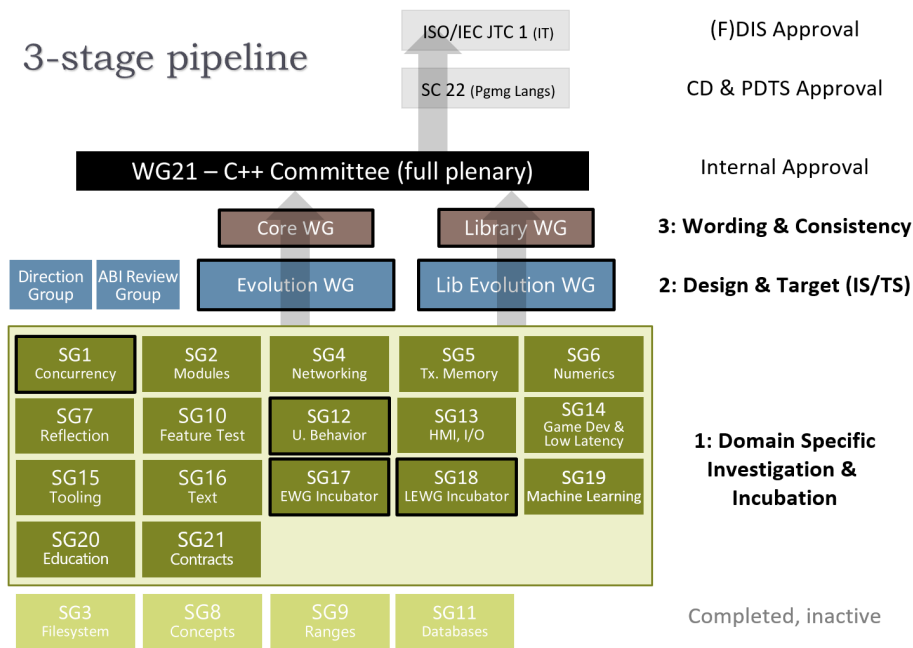 3-stage pipeline
ISO/IEC JTC 1 (IT)
(F)DIS Approval
SC 22 (Pgmg Langs)
CD & PDTS Approval
WG21 – C++ Committee (full plenary)
Internal Approval
Core WG
Library WG
3: Wording & Consistency
Direction
Group
ABI Review
Group
Evolution WG
Lib Evolution WG
2: Design & Target (IS/TS)
SG1
Concurrency
SG2
Modules
SG4
Networking
SG5
Tx. Memory
SG6
Numerics
SG7
Reflection
SG10
Feature Test
SG12
U. Behavior
SG13
HMI, I/O
SG14
Game Dev &
Low Latency
SG15
Tooling
SG16
Text
SG17
EWG Incubator
SG18
LEWG Incubator
SG19
Machine Learning
SG20
Education
SG21
Contracts
1: Domain Specific
Investigation &
Incubation
SG3
Filesystem
SG8
Concepts
SG9
Ranges
SG11
Databases
Completed, inactive